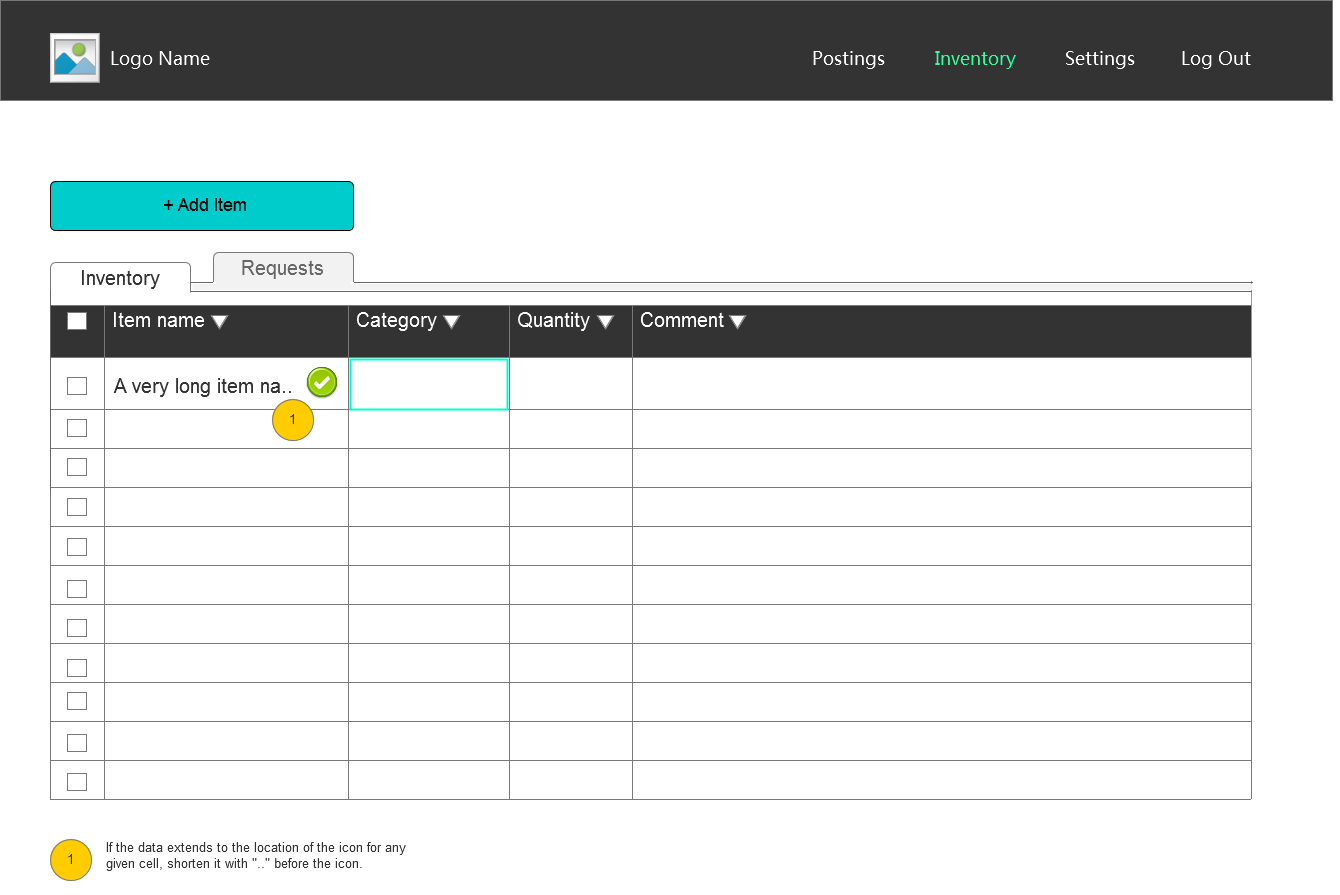 Logo Name
Postings
Inventory
Settings
Log Out
+ Add Item
Inventory
Requests
Item name
Category
Quantity
Comment
A very long item na..
1
1
If the data extends to the location of the icon for any
given cell, shorten it with ".." before the icon.